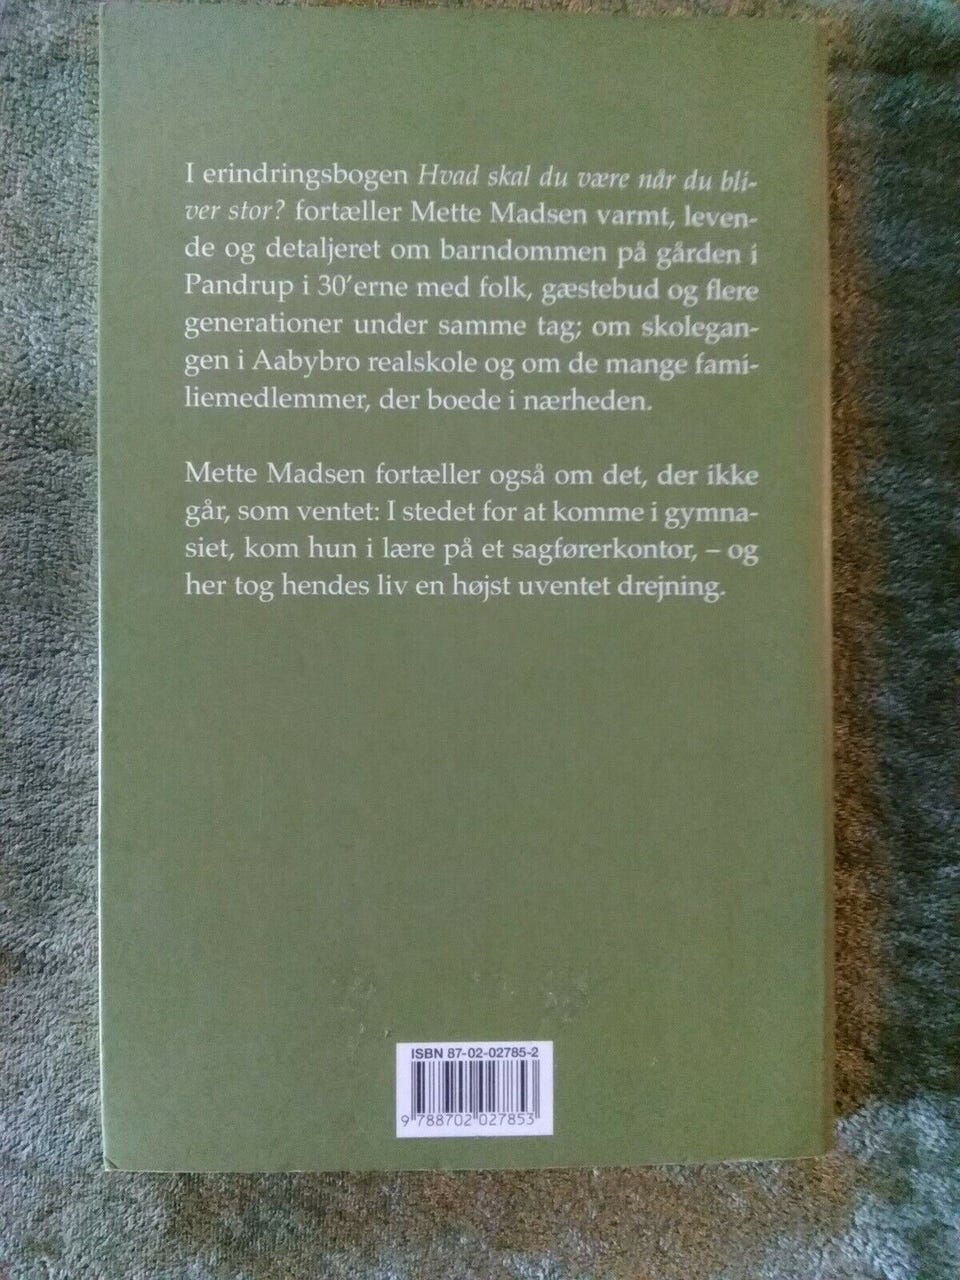 I erindringsbogen Hvad skal du være når du bli-
ver stor? fortæller Mette Madsen varmt, leven-
de og detaljeret om barndommen på gården i
Pandrup i 30'erne med folk, gæstebud og flere
generationer under samme tag; om skolegan-
gen i Aabybro realskole og om de mange fami-
liemedlemmer, der boede i nærheden.
Mette Madsen fortæller også om det, der ikke
går, som ventet: I stedet for at komme i gymna-
siet, kom hun i lære på et sagførerkontor, – og
her tog hendes liv en højst uventet drejning.
ISBN 87-02-02785-2
9 788702 027853